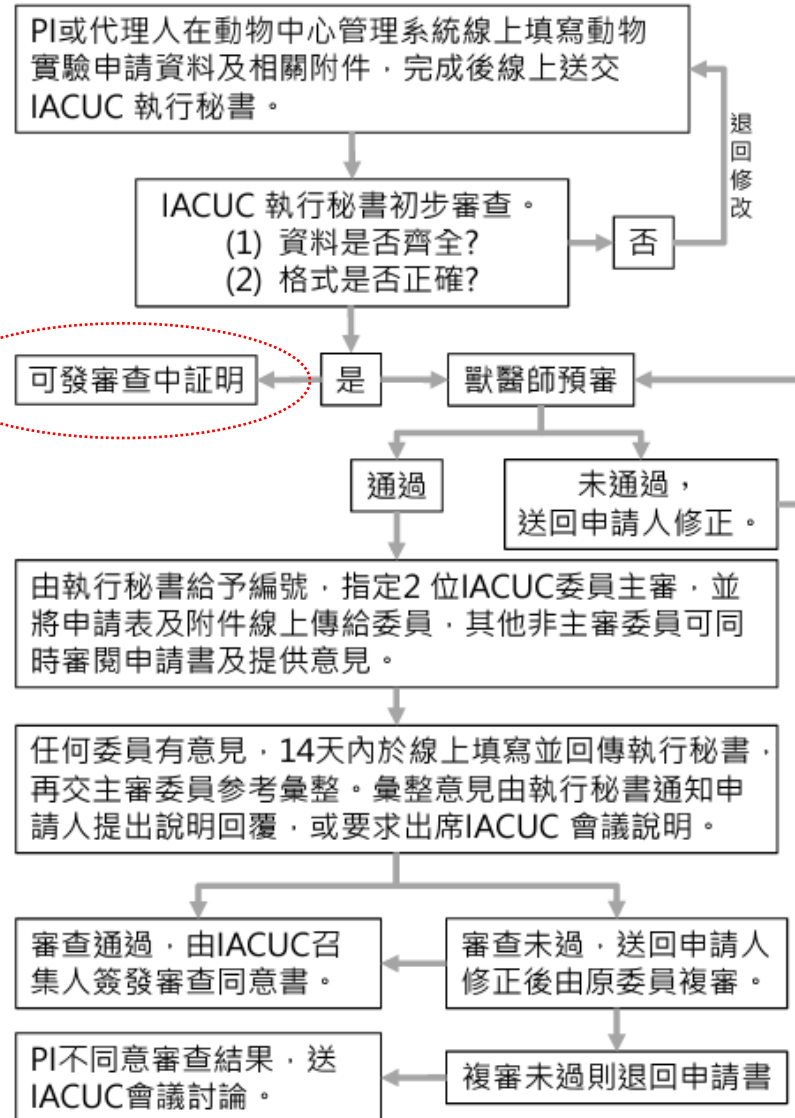 PI或代理人在動物中心管理系統線上填寫動物
實驗申請資料及相關附件，完成後線上送交
IACUC 執行秘書。
退回修改
IACUC 執行秘書初步審查。
(1) 資料是否齊全?
(2) 格式是否正確?
否
可發審查中証明
是
獸醫師預審
通過
未通過，
送回申請人修正。
由執行秘書給予編號，指定2 位IACUC委員主審，並
將申請表及附件線上傳給委員，其他非主審委員可同
時審閱申請書及提供意見。
任何委員有意見，14天內於線上填寫並回傳執行秘書，
再交主審委員參考彙整。彙整意見由執行秘書通知申
請人提出說明回覆，或要求出席IACUC 會議說明。
審查通過，由IACUC召
集人簽發審查同意書。
審查未過，送回申請人
修正後由原委員複審。
PI不同意審查結果，送
IACUC會議討論。
複審未過則退回申請書